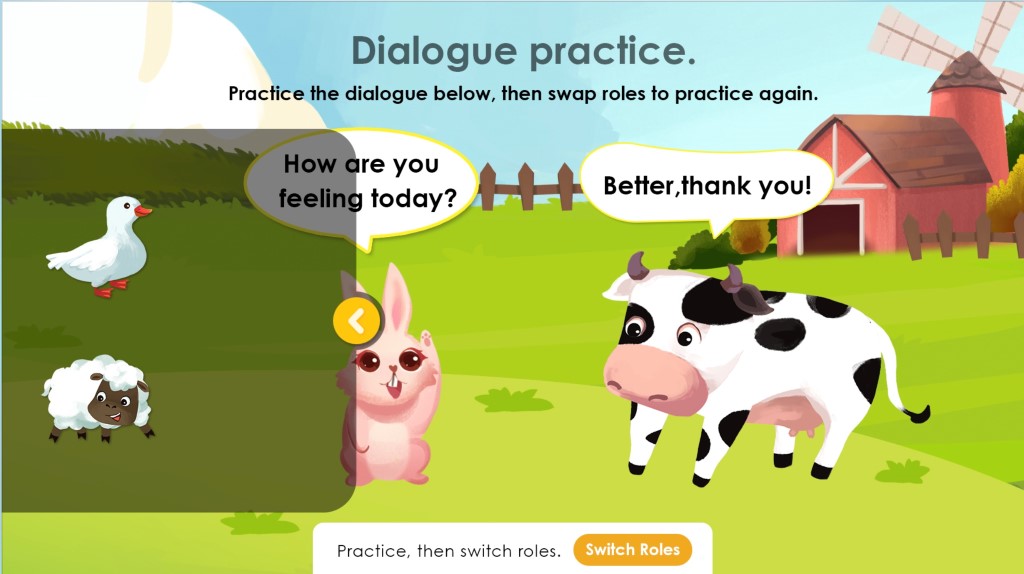 Dialogue practice.
Practice the dialogue below, then swap roles to practice again.
How are you
feeling today?
Better,thank you!
Practice, then switch roles.
Switch Roles